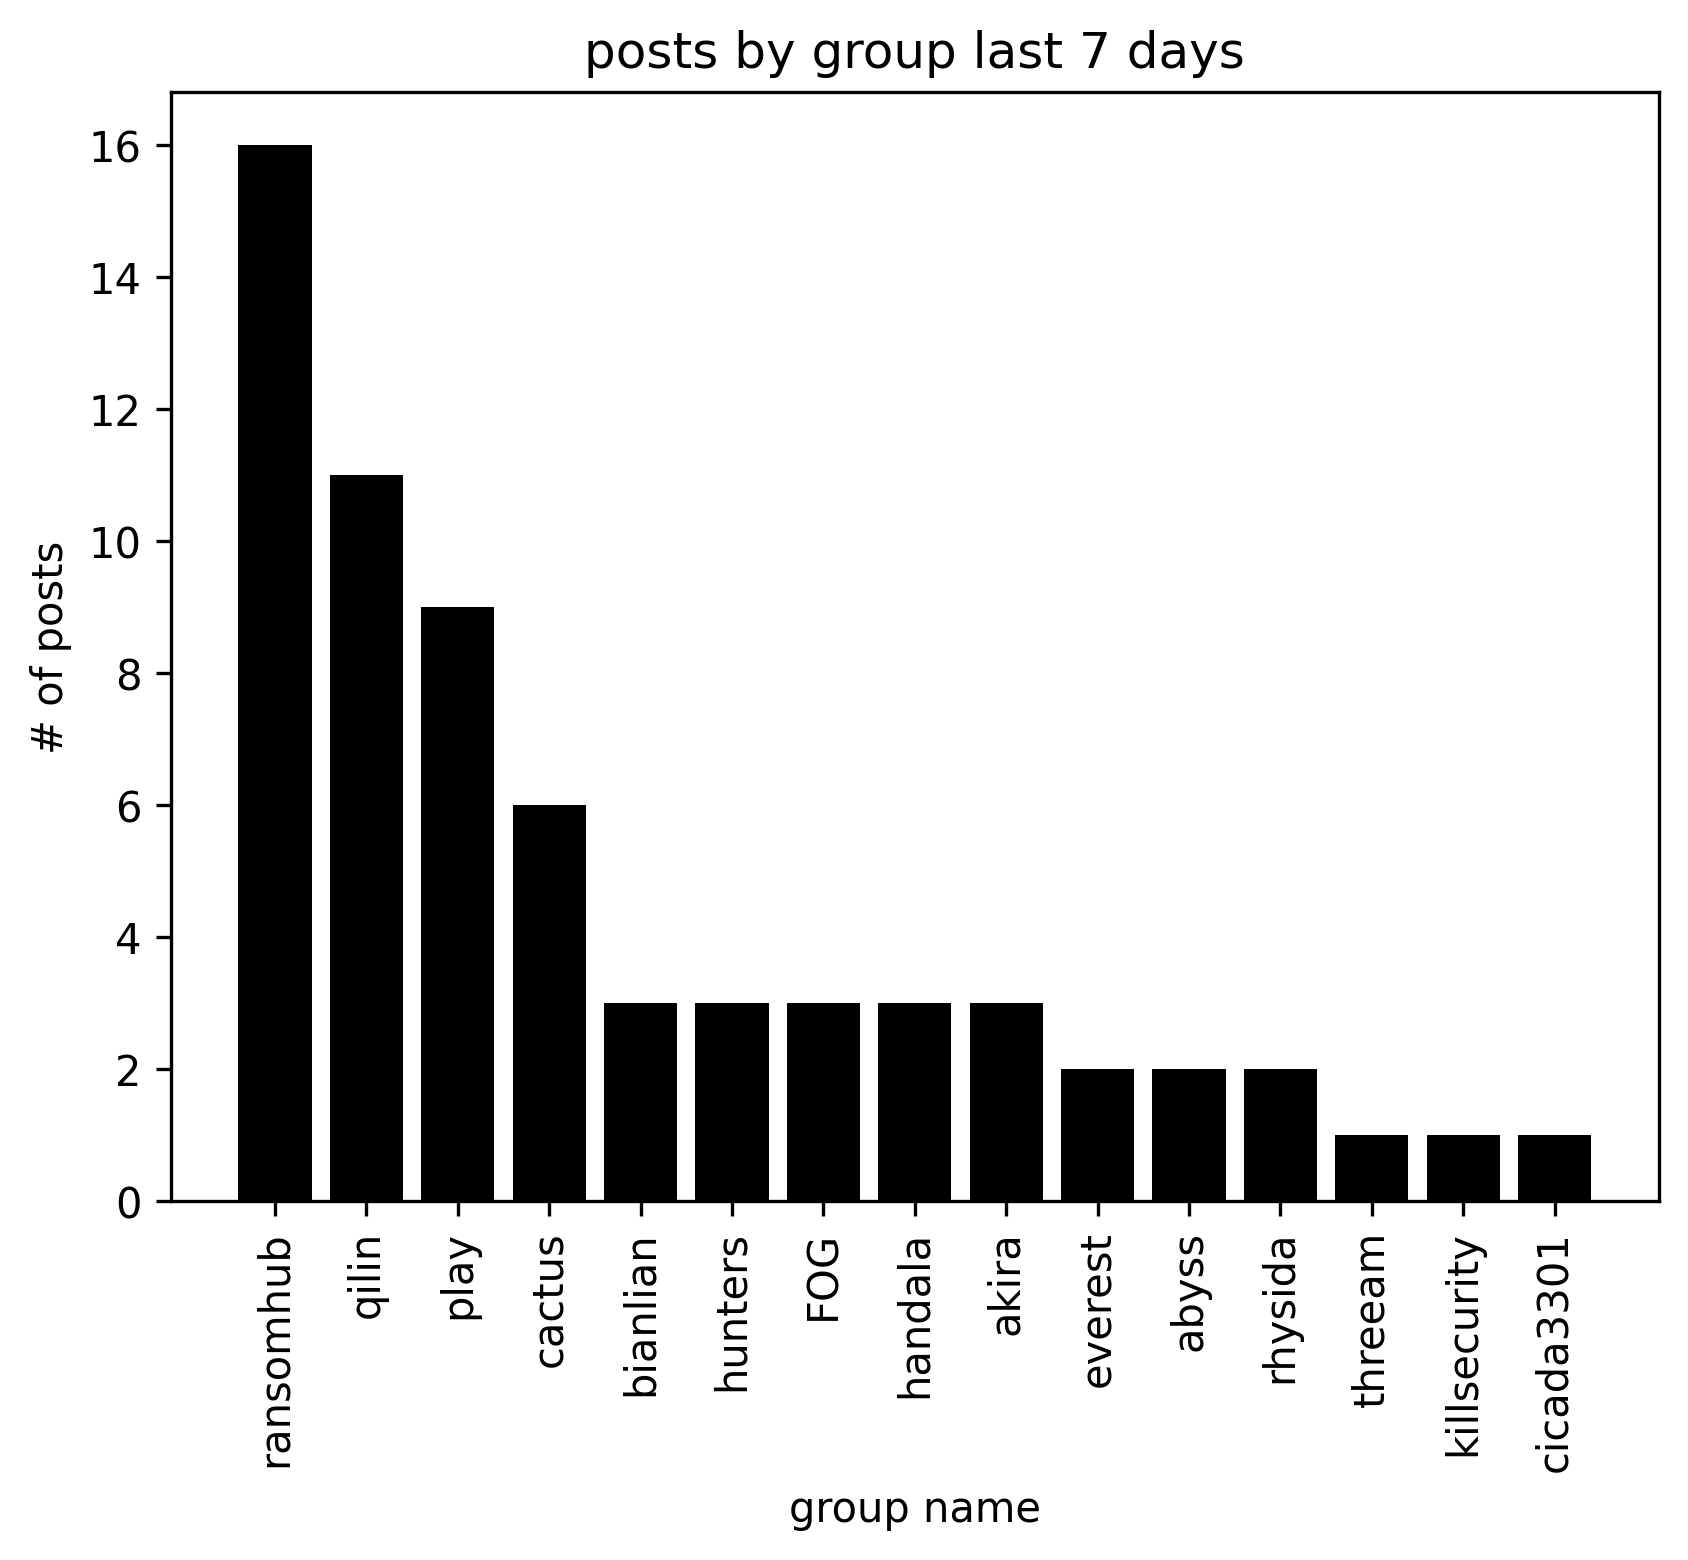 posts by group last 7 days
16
14
12
10
8
6
4
2
0
# of posts
ransomhub
qilin
play
cactus
bianlian
hunters
FOG
handala
akira
everest
abyss
rhysida
threeam
killsecurity
cicada3301
group name